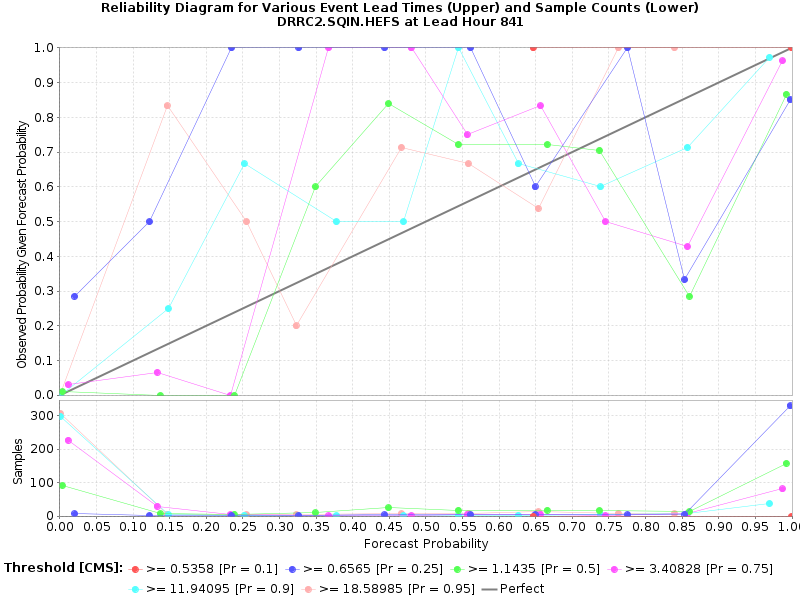 Reliability Diagram for Various Event Lead Times (Upper) and Sample Counts (Lower)
DRRC2.SQIN.HEFS at Lead Hour 841
Observed Probability Given Forecast Probability
1.0
0.9
0.8
0.7
0.6
0.5
0.4
0.3
0.2
0.1
0.0
Samples
300
200
100
0
0.00 0.05 0.10 0.15 0.20 0.25 0.30 0.35 0.40 0.45 0.50 0.55 0.60 0.65 0.70 0.75 0.80 0.85 0.90 0.95 1.00
Forecast Probability
Threshold [CMS]: >= 0.5358 [Pr = 0.1] >= 0.6565 [Pr = 0.25] >= 1.1435 [Pr = 0.5] >= 3.40828 [Pr = 0.75]
>= 11.94095 [Pr = 0.9] >= 18.58985 [Pr = 0.95] Perfect